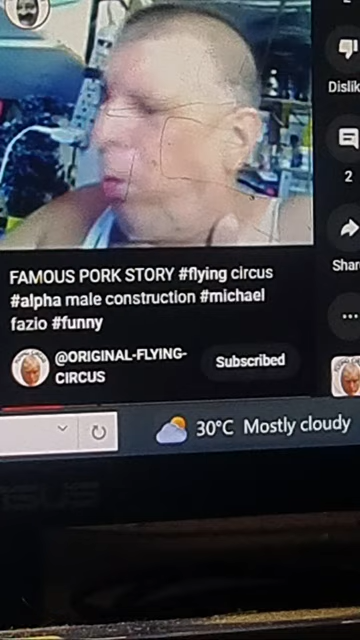 Dislik
2
Shar
FAMOUS PORK STORY #flying circus
#alpha male construction #michael
fazio #funny
@ORIGINAL-FLYING-
CIRCUS
Subscribed
30°C Mostly cloudy
ASUS